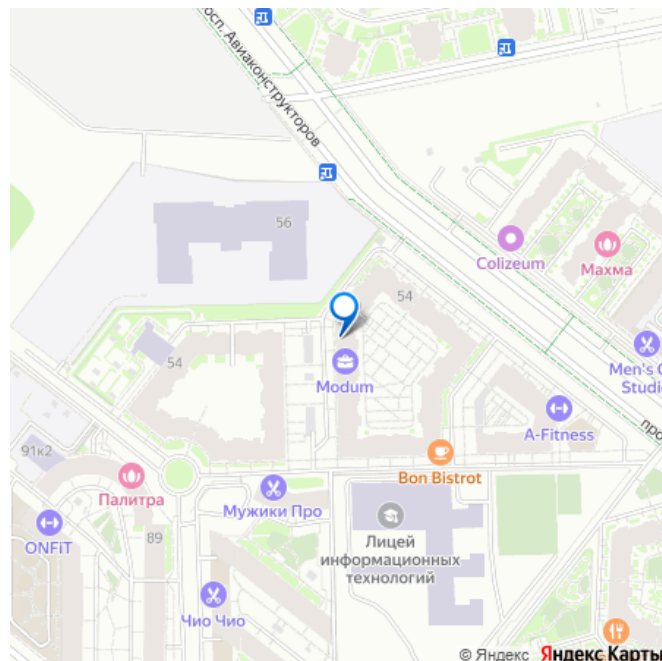 осп. Авиаконструкторов
56
Colizeum
Махма
54
54
Modum
Men's C
Studio
A-Fitness
про
91к2
Палитра
Bon Bistrot
Мужики Про
ONFIT
89
Лицей
информационных
технологий
Чио Чио
© Яндекс Яндекс Карты